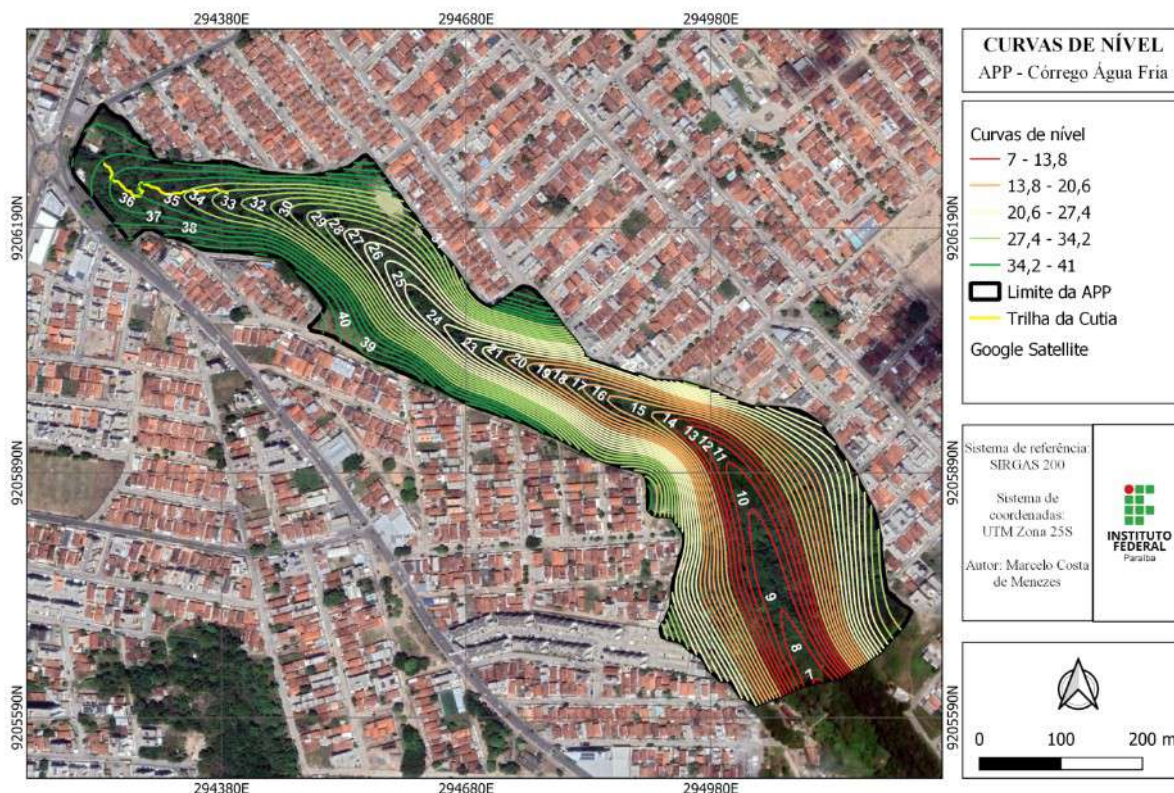 294380E 294680E 294980E
9206190N 9206190N
9205890N 9205890N
9205590N 9205590N
294380E 294680E 294980E
36 35 34 33 32 30 29 28 27 26 25 24 23 21 20 19 18 17 16 15 14 13 12 11 10 9 8 7
37
38
40
39
CURVAS DE NÍVEL
APP - Córrego Água Fria
Curvas de nível
7 - 13,8
13,8 - 20,6
20,6 - 27,4
27,4 - 34,2
34,2 - 41
Limite da APP
Trilha da Cutia
Google Satellite
Sistema de referência:
SIRGAS 200
Sistema de
coordenadas:
UTM Zona 25S
Autor: Marcelo Costa
de Menezes
INSTITUTO
FEDERAL
Paraíba
0 100 200 m